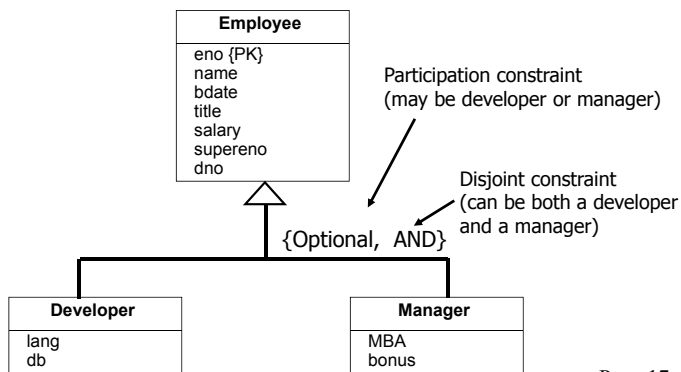 Employee
eno {PK}
name
bdate
title
salary
supereno
dno
Participation constraint
(may be developer or manager)
Disjoint constraint
(can be both a developer
and a manager)
{Optional, AND}
Developer
lang
db
Manager
MBA
bonus